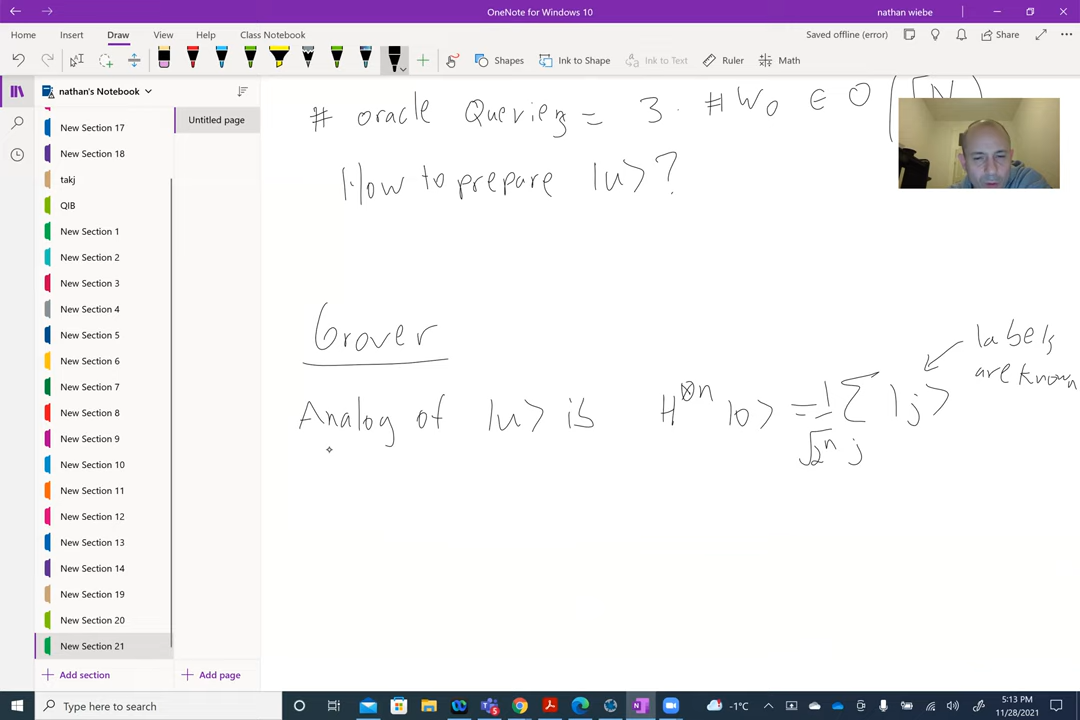 OneNote for Windows 10
nathan wiebe
Home Insert Draw View Help Class Notebook
Saved offline (error) Share
Shapes Ink to Shape Ink to Text Ruler Math
nathan's Notebook
Untitled page
New Section 17
New Section 18
takj
QIB
New Section 1
New Section 2
New Section 3
New Section 4
New Section 5
New Section 6
New Section 7
New Section 8
New Section 9
New Section 10
New Section 11
New Section 12
New Section 13
New Section 14
New Section 19
New Section 20
New Section 21
Add section Add page
# oracle Queries = 3. # W₀ ∈ O(√N)
How to prepare |u⟩?
Grover
labels
are known
Analog of |u⟩ is H^⊗n |0⟩ = 1/√2^n Σ_j |j⟩
Type here to search
-1°C
5:13 PM
11/28/2021